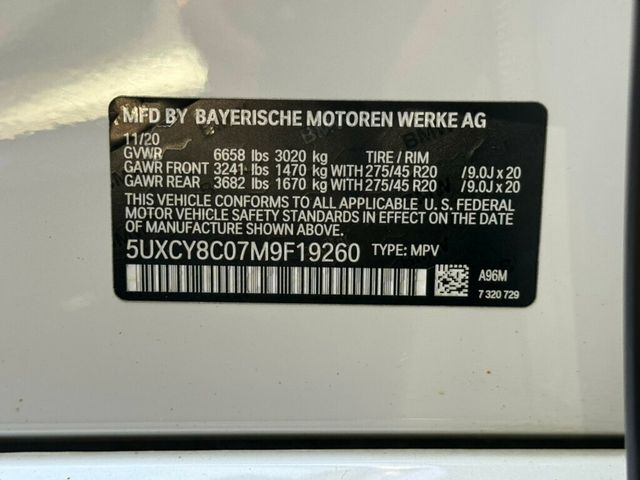 MFD BY BAYERISCHE MOTOREN WERKE AG
11/20
GVWR 6658 lbs 3020 kg TIRE / RIM
GAWR FRONT 3241 lbs 1470 kg WITH 275/45 R20 /9.0J x 20
GAWR REAR 3682 lbs 1670 kg WITH 275/45 R20 /9.0J x 20
THIS VEHICLE CONFORMS TO ALL APPLICABLE U. S. FEDERAL
MOTOR VEHICLE SAFETY STANDARDS IN EFFECT ON THE DATE
OF MANUFACTURE SHOWN ABOVE.
5UXCY8C07M9F19260 TYPE: MPV
A96M
7 320 729